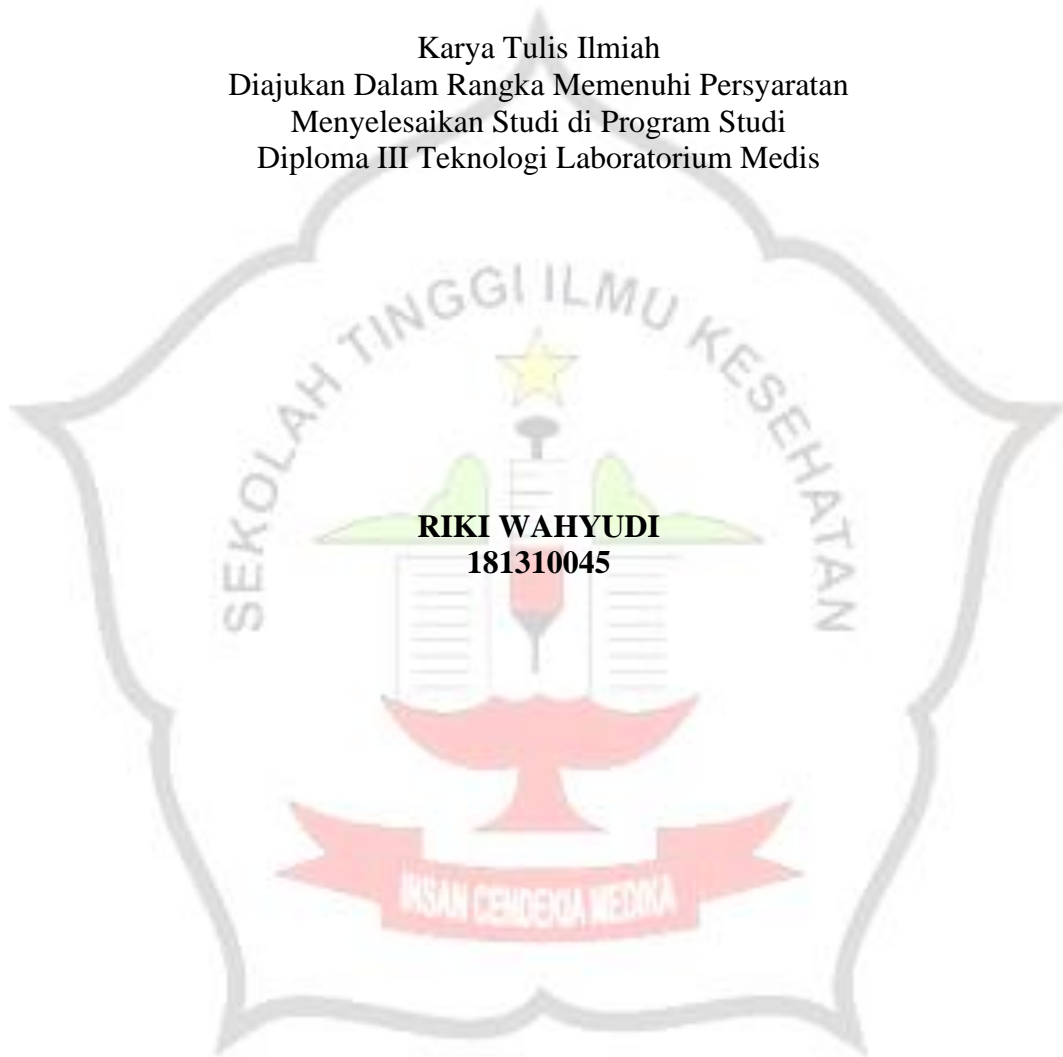 Karya Tulis Ilmiah
Diajukan Dalam Rangka Memenuhi Persyaratan
Menyelesaikan Studi di Program Studi
Diploma III Teknologi Laboratorium Medis
SEKOLAH TINGGI ILMU KESEHATAN
RIKI WAHYUDI
181310045
INSAN CENDEKIA MEDIKA